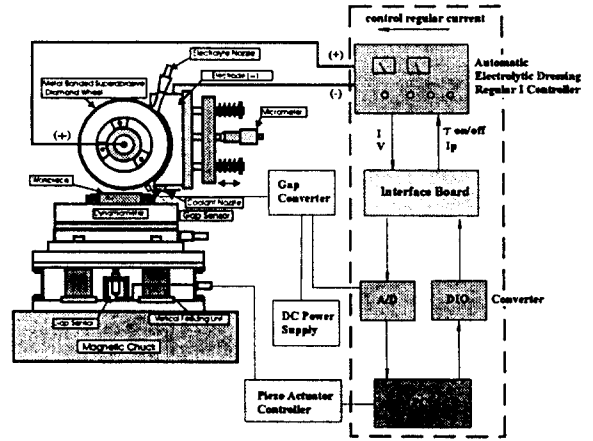 control regular current
(+)
Electrolyte Nozzle
Electrode (-)
Metal Bonded Superabrasive
Diamond Wheel
(-)
Automatic
Electrolytic Dressing
Regular I Controller
Micrometer
(+)
I
V
τ on/off
Ip
Workpiece
Interface Board
Coolant Nozzle
Gap
Converter
Dynamometer
Gap Sensor
A/D
DIO
Converter
DC Power
Supply
Gap Sensor
Vertical Feeding Unit
Magnetic Chuck
Piezo Actuator
Controller